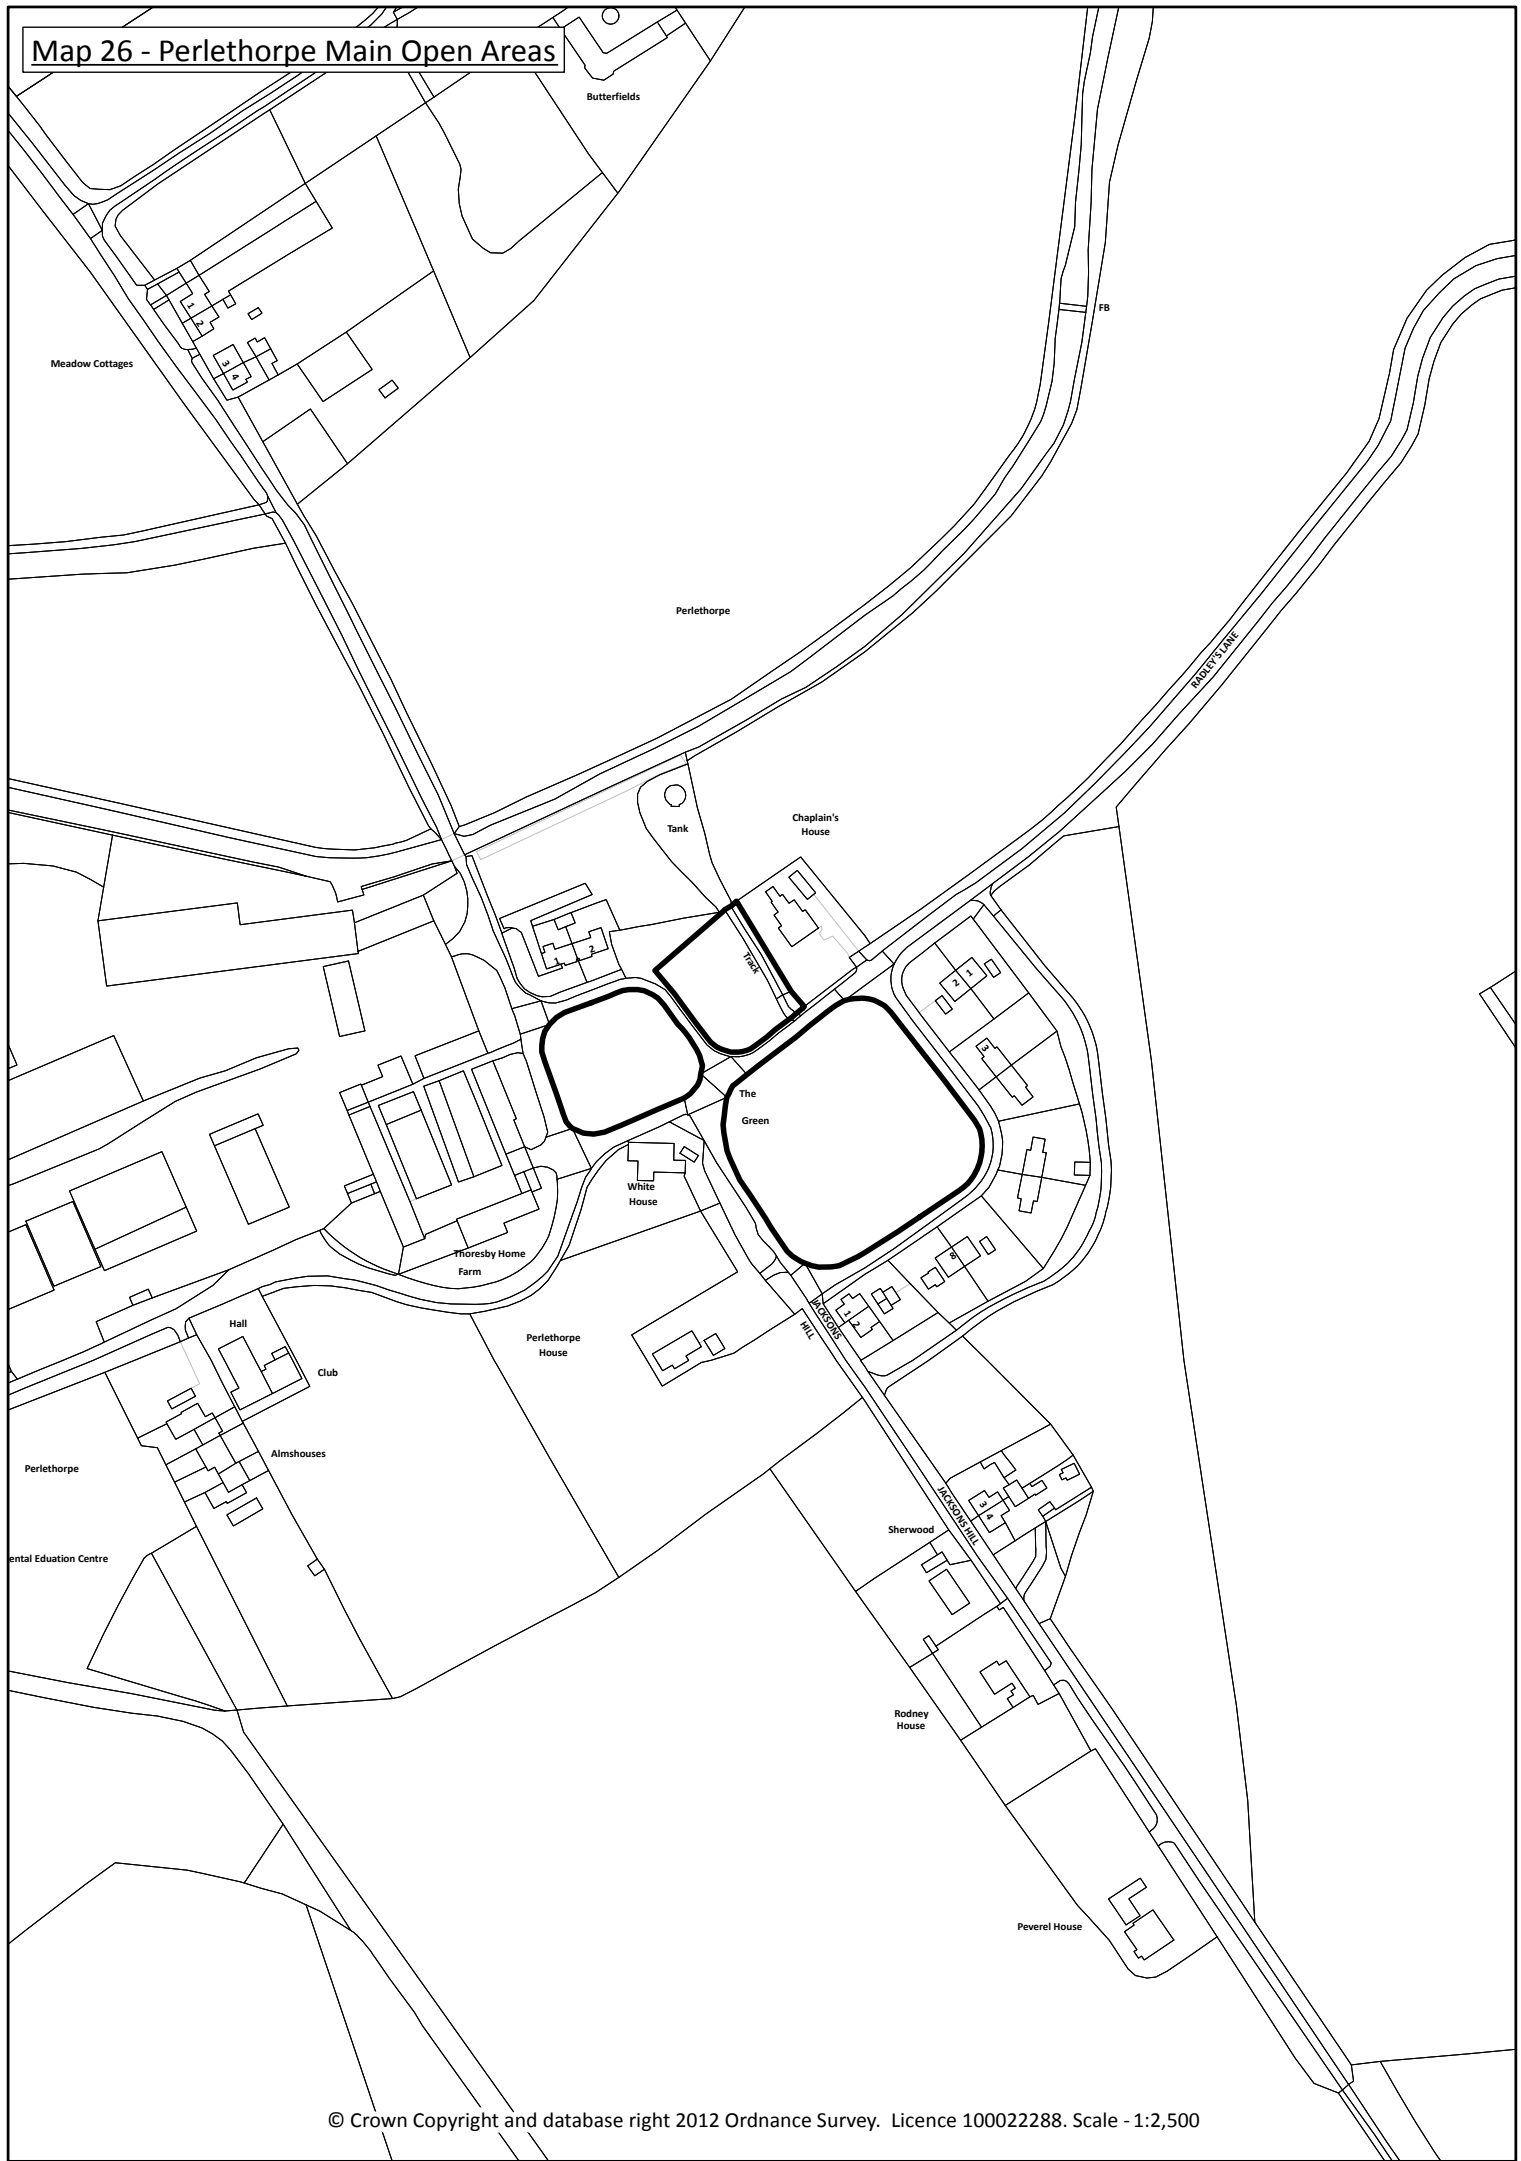 Map 26 - Perlethorpe Main Open Areas
Butterfields
1
2
FB
3
4
Meadow Cottages
Perlethorpe
RADLEY'S LANE
Tank
Chaplain's
House
1
2
Track
2
1
3
The
Green
White
House
8
Thoresby Home
Farm
JACKSONS
HILL
1
2
Hall
Perlethorpe
House
Club
Almshouses
Perlethorpe
JACKSONS HILL
3
4
Sherwood
ental Eduation Centre
Rodney
House
Peverel House
© Crown Copyright and database right 2012 Ordnance Survey. Licence 100022288. Scale - 1:2,500